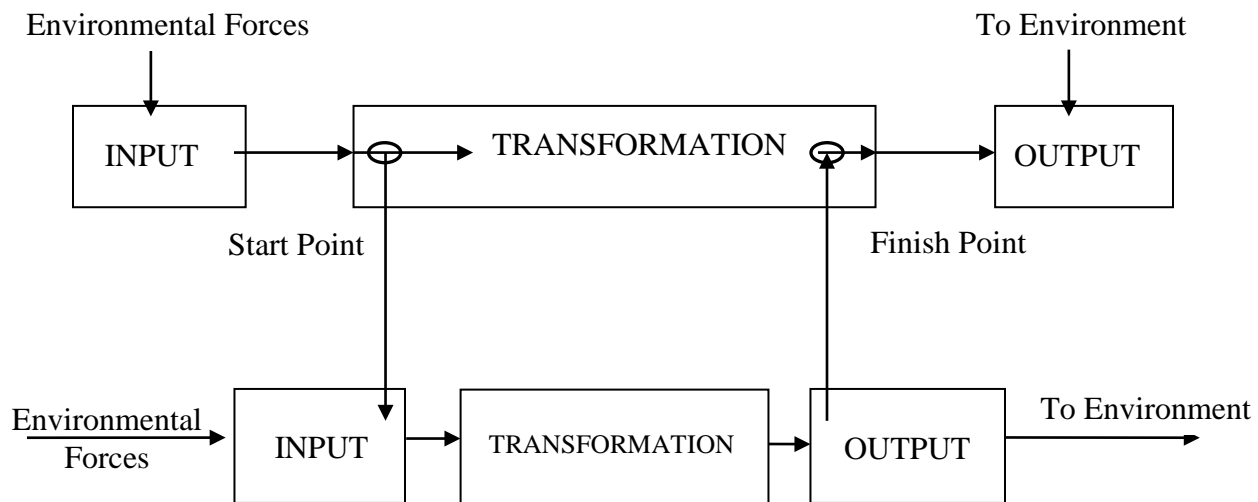 Environmental Forces
To Environment
INPUT
TRANSFORMATION
OUTPUT
Start Point
Finish Point
Environmental
Forces
INPUT
TRANSFORMATION
OUTPUT
To Environment